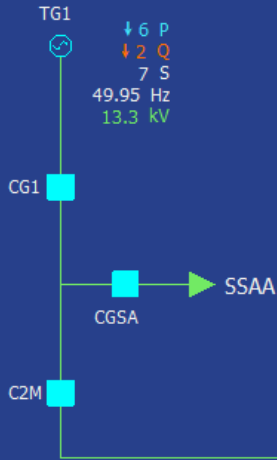 TG1
↓ 6 P
↓ 2 Q
7 S
49.95 Hz
13.3 kV
CG1
SSAA
CGSA
C2M